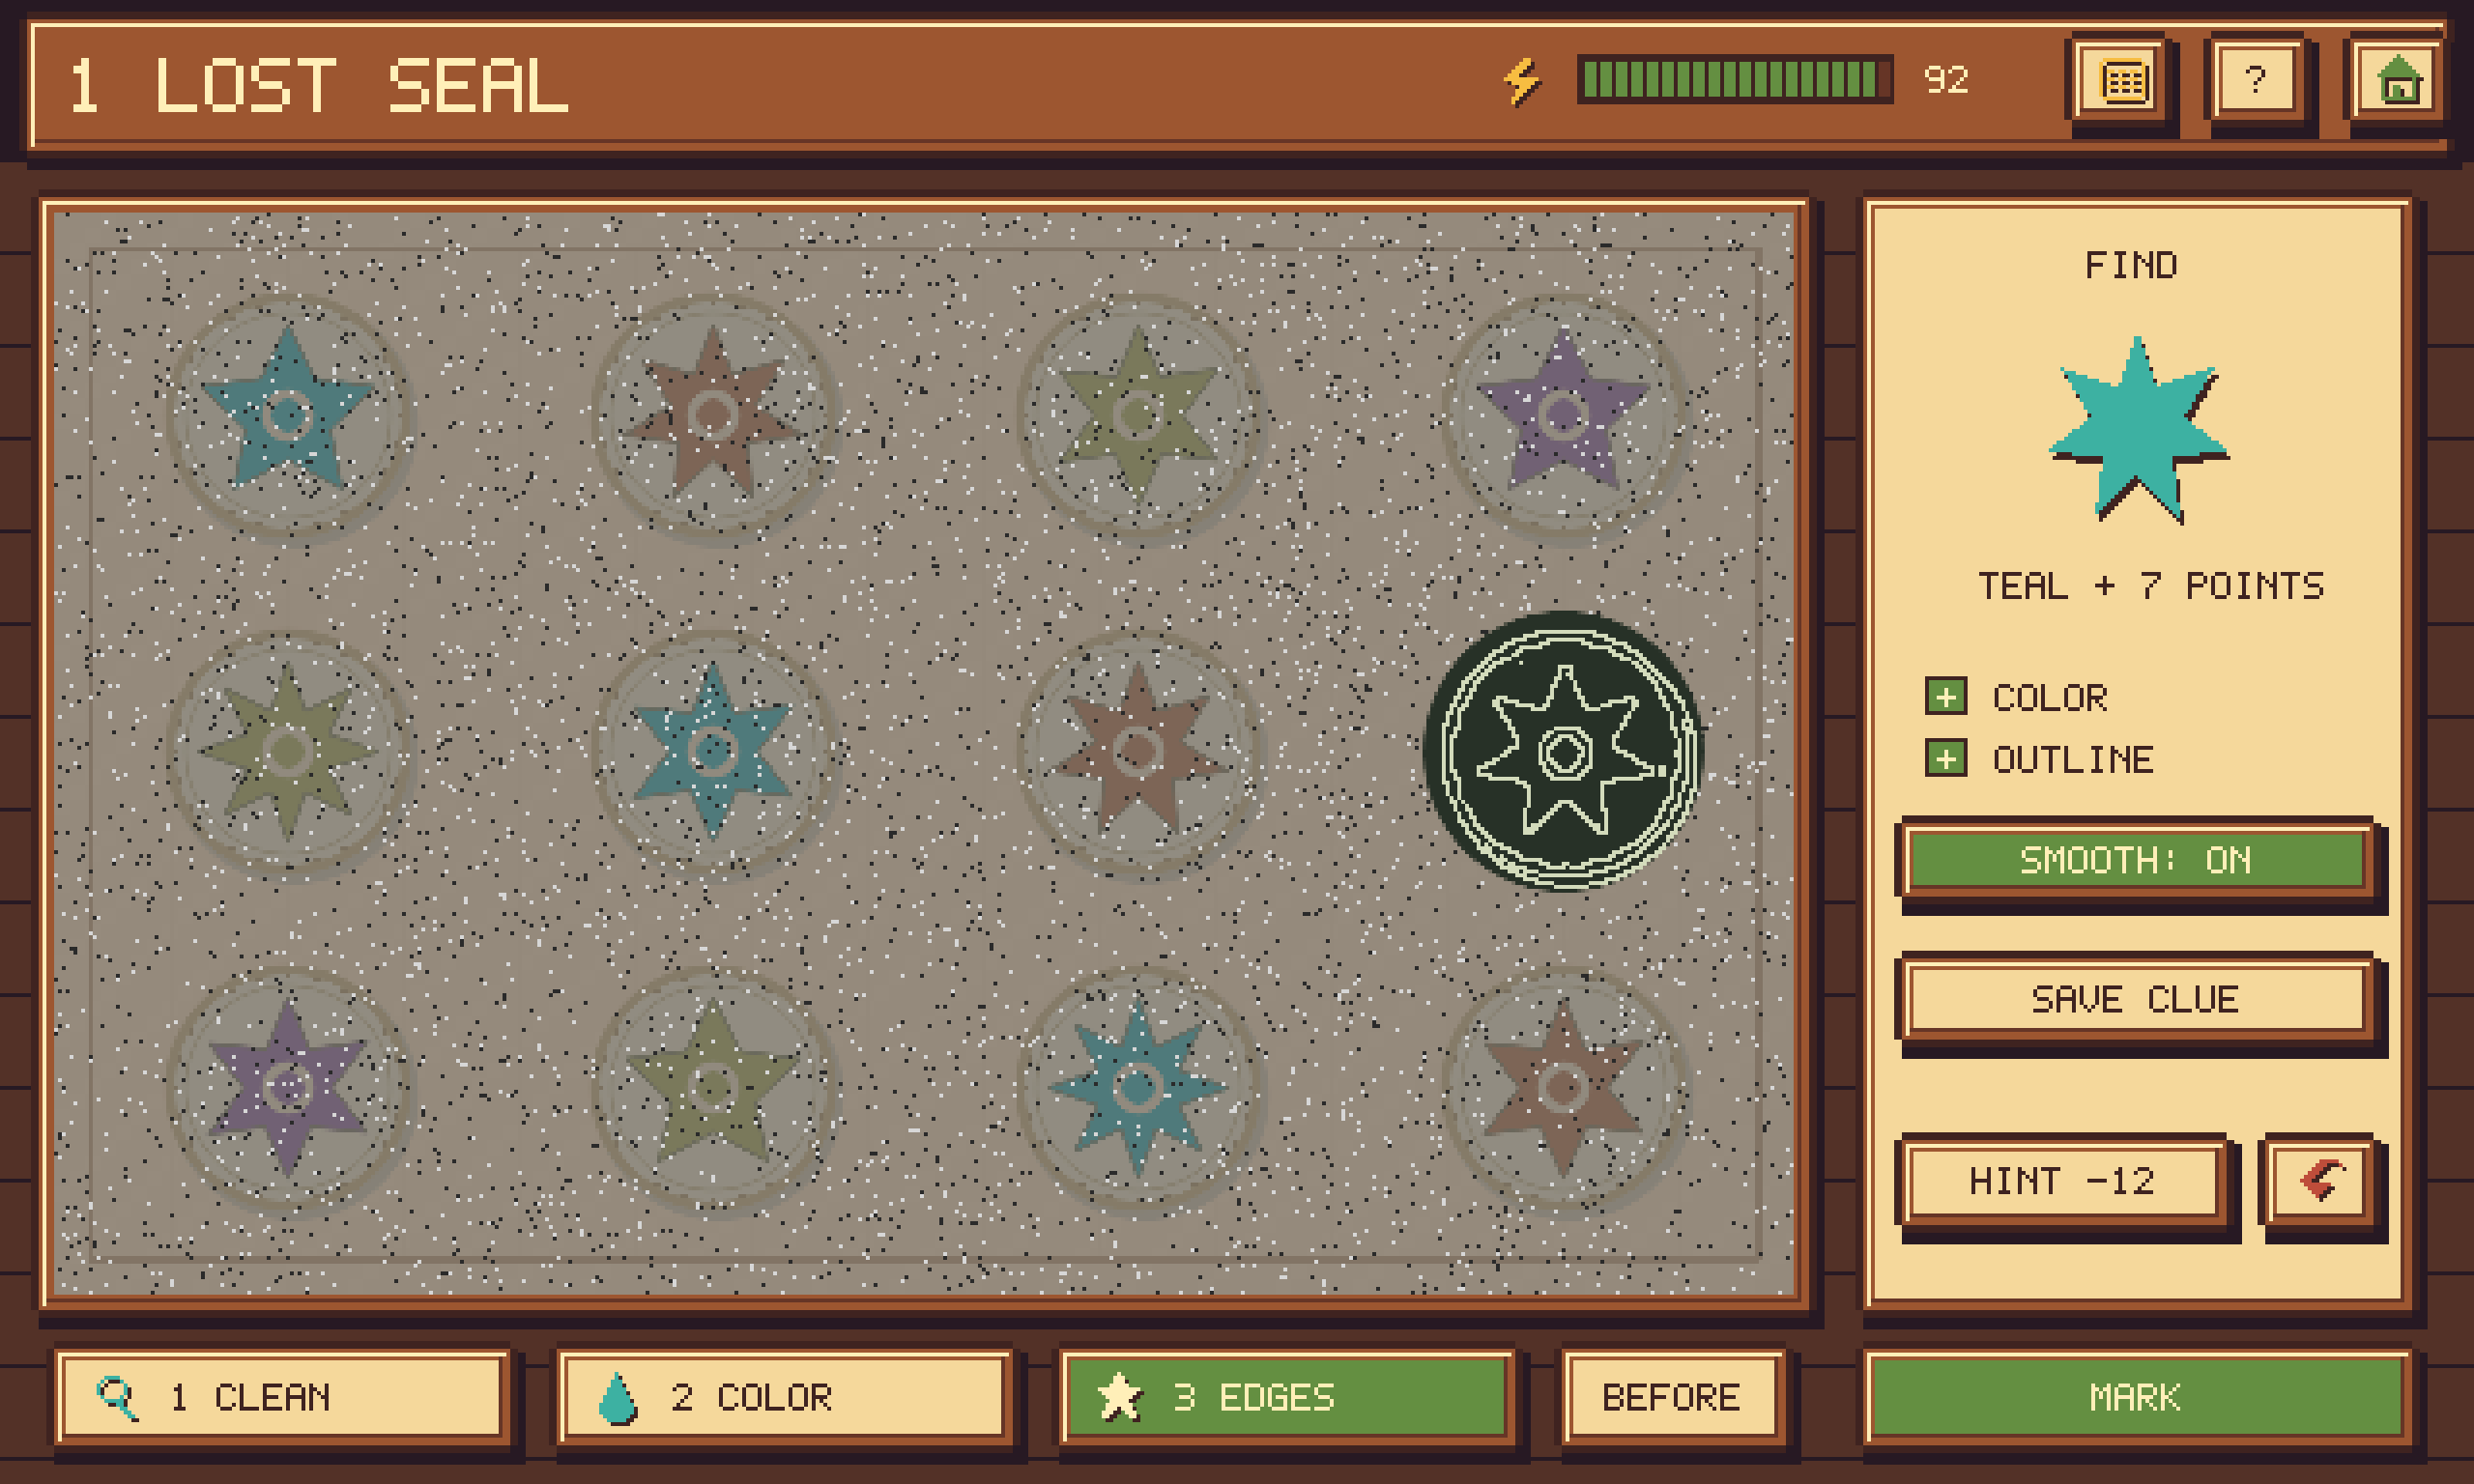 1 LOST SEAL
92
?
FIND
TEAL + 7 POINTS
+ COLOR
+ OUTLINE
SMOOTH: ON
SAVE CLUE
HINT -12
1 CLEAN
2 COLOR
3 EDGES
BEFORE
MARK